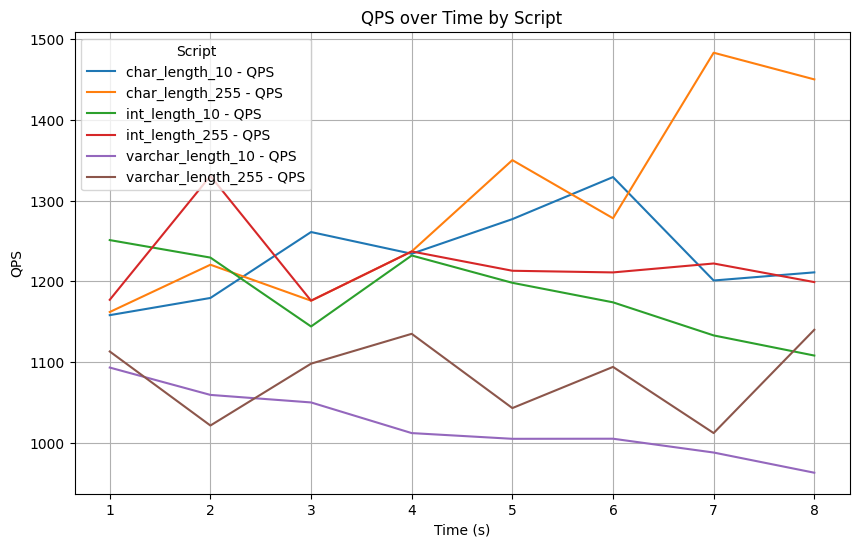 QPS over Time by Script
1500
1400
1300
1200
1100
1000
QPS
Script
char_length_10 - QPS
char_length_255 - QPS
int_length_10 - QPS
int_length_255 - QPS
varchar_length_10 - QPS
varchar_length_255 - QPS
1 2 3 4 5 6 7 8
Time (s)